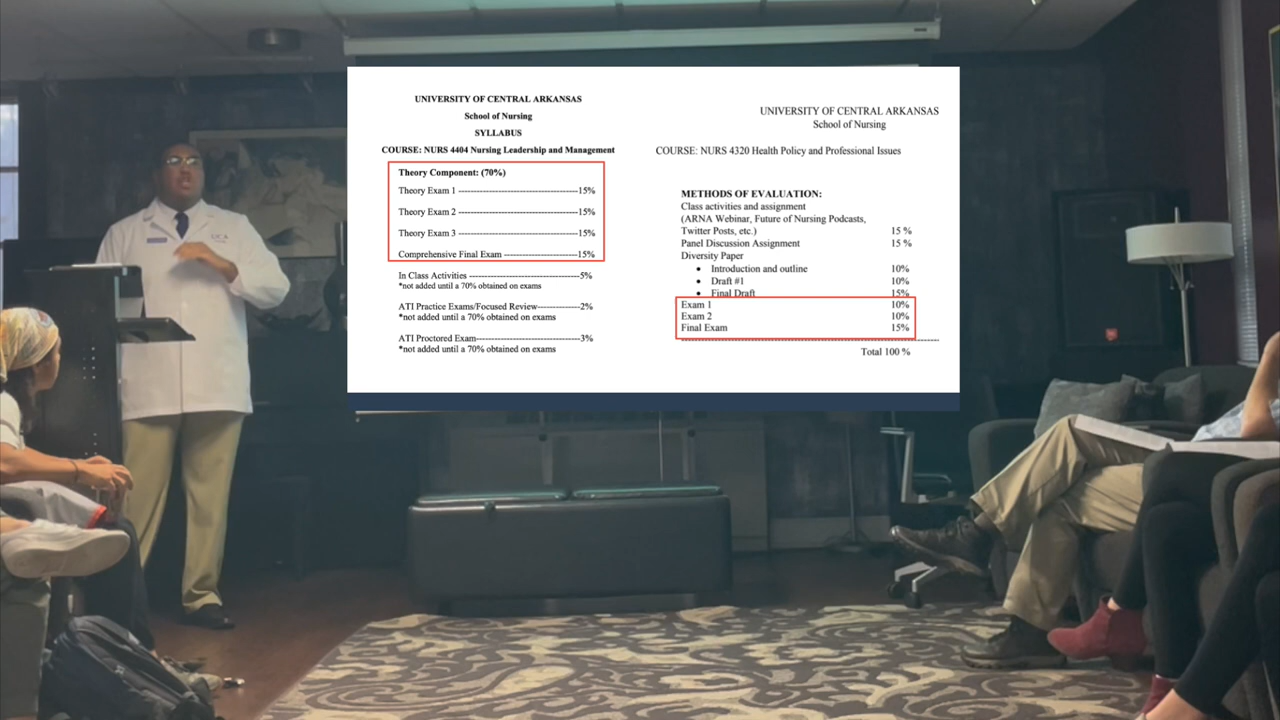 UNIVERSITY OF CENTRAL ARKANSAS
School of Nursing
SYLLABUS
COURSE: NURS 4404 Nursing Leadership and Management
Theory Component: (70%)
Theory Exam 1 -----------------------------------15%
Theory Exam 2 -----------------------------------15%
Theory Exam 3 -----------------------------------15%
Comprehensive Final Exam ----------------------15%
In Class Activities --------------------------------5%
*not added until a 70% obtained on exams
ATI Practice Exams/Focused Review-------------2%
*not added until a 70% obtained on exams
ATI Proctored Exam-------------------------------3%
*not added until a 70% obtained on exams
UNIVERSITY OF CENTRAL ARKANSAS
School of Nursing
COURSE: NURS 4320 Health Policy and Professional Issues
METHODS OF EVALUATION:
Class activities and assignment
(ARNA Webinar, Future of Nursing Podcasts,
Twitter Posts, etc.) 15 %
Panel Discussion Assignment 15 %
Diversity Paper
• Introduction and outline 10%
• Draft #1 10%
• Final Draft 15%
Exam 1 10%
Exam 2 10%
Final Exam 15%
Total 100 %
UCA